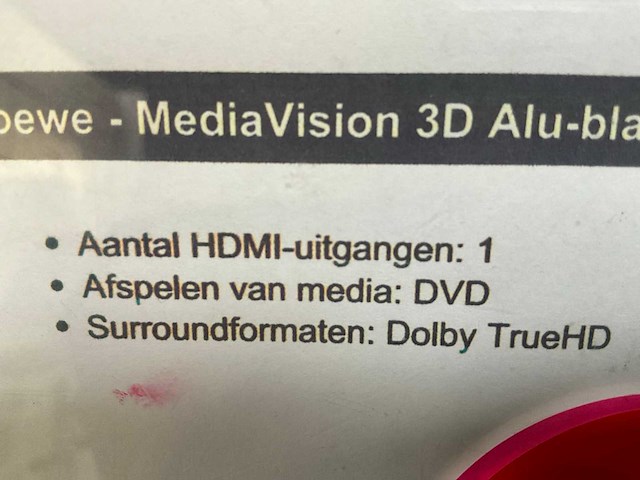 oewe - MediaVision 3D Alu-bla
• Aantal HDMI-uitgangen: 1
• Afspelen van media: DVD
• Surroundformaten: Dolby TrueHD